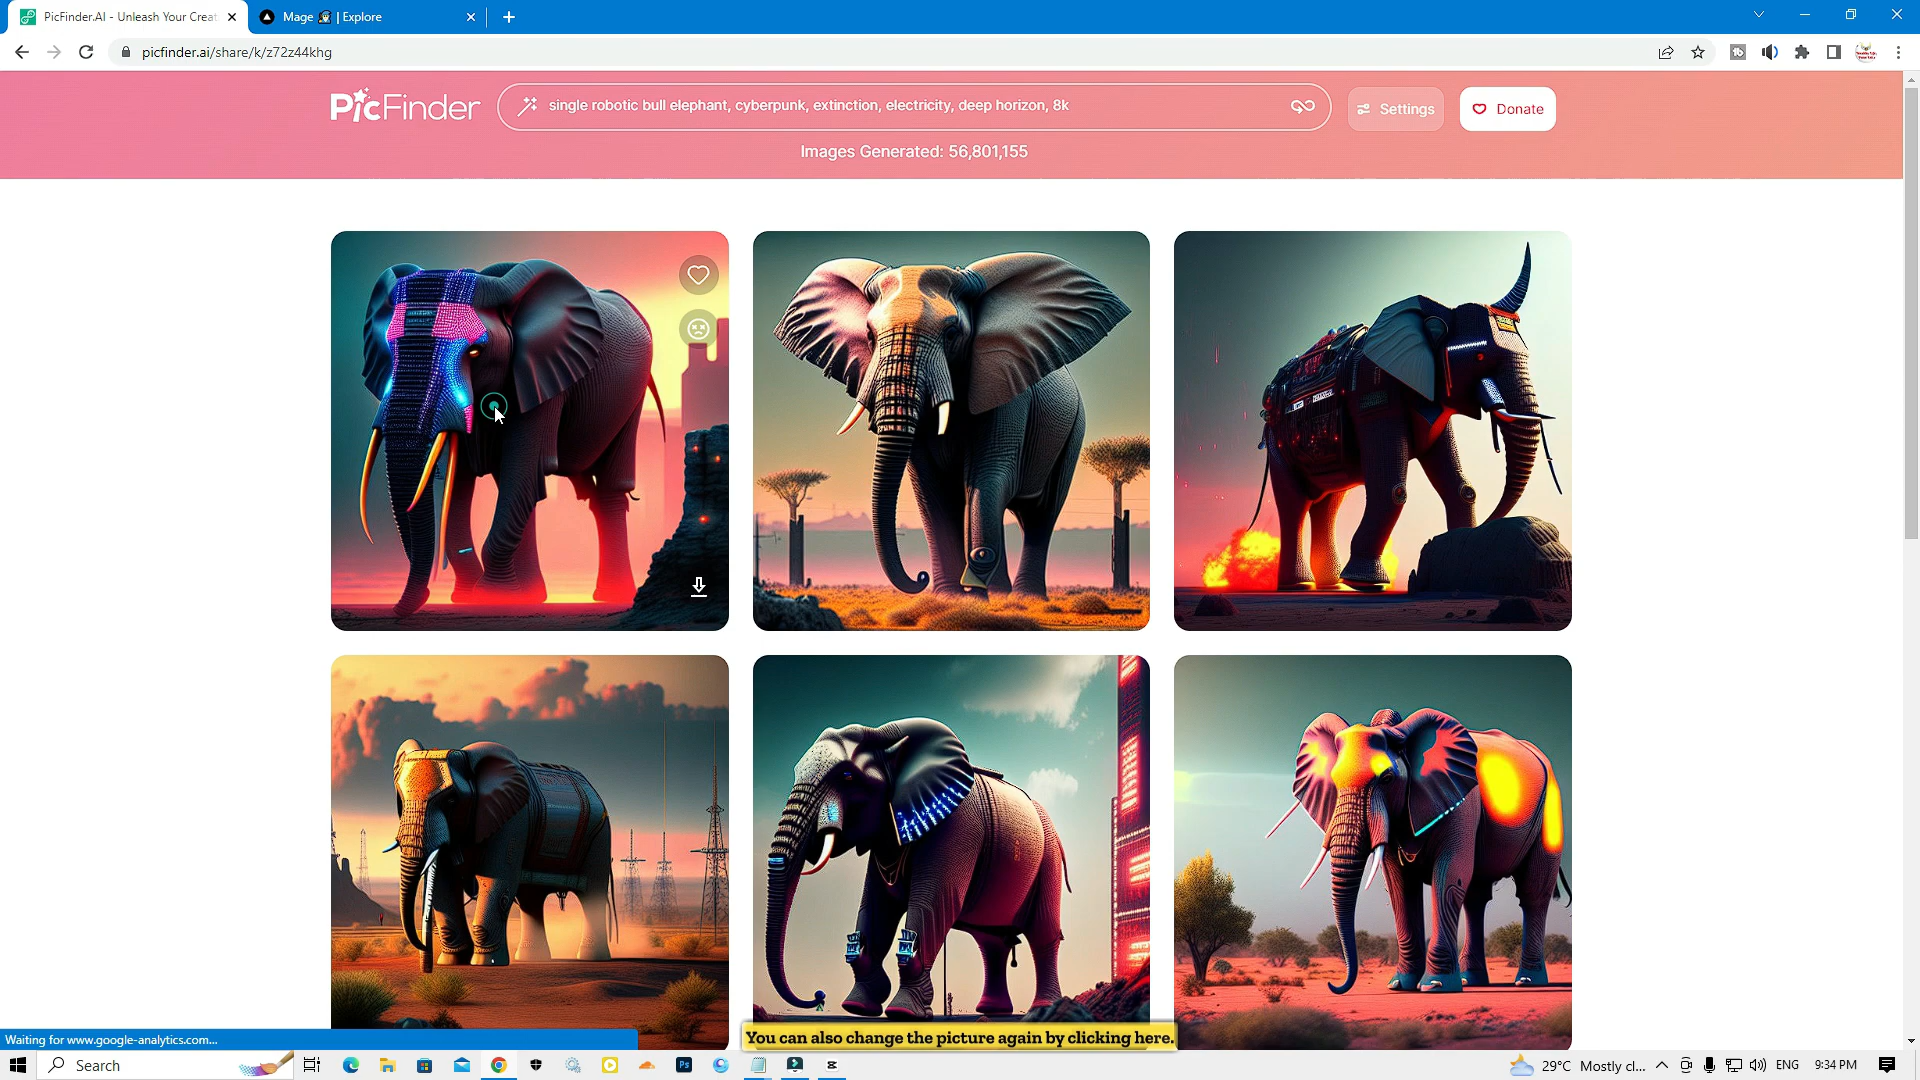 PicFinder.AI - Unleash Your Creat
Mage | Explore
picfinder.ai/share/k/z72z44khg
PicFinder
single robotic bull elephant, cyberpunk, extinction, electricity, deep horizon, 8k
Settings
Donate
Images Generated: 56,801,155
Waiting for www.google-analytics.com...
You can also change the picture again by clicking here.
Search
Ps
29°C Mostly cl...
ENG
9:34 PM